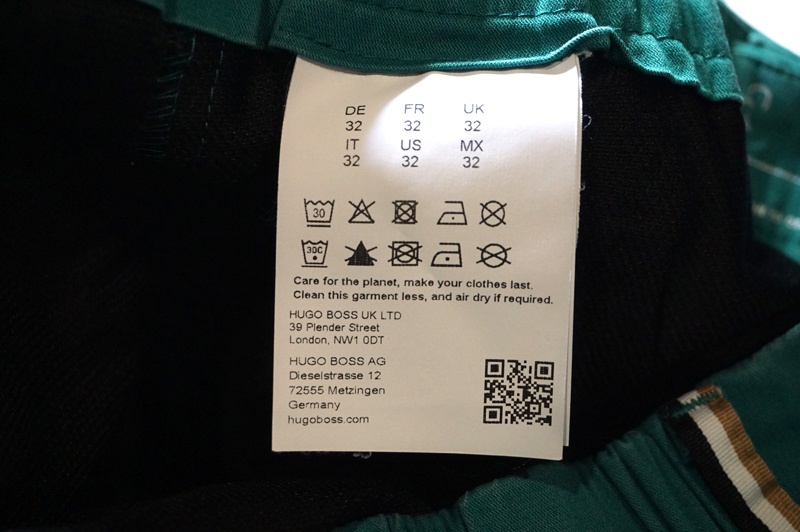 DE FR UK
32 32 32
IT US MX
32 32 32
30
30C
Care for the planet, make your clothes last.
Clean this garment less, and air dry if required.
HUGO BOSS UK LTD
39 Plender Street
London, NW1 0DT
HUGO BOSS AG
Dieselstrasse 12
72555 Metzingen
Germany
hugoboss.com